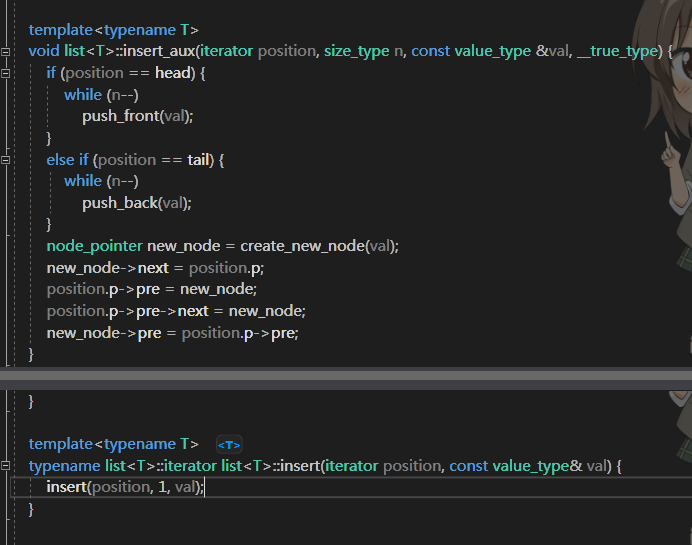 template<typename T>
void list<T>::insert_aux(iterator position, size_type n, const value_type &val, __true_type) {
if (position == head) {
while (n--)
push_front(val);
}
else if (position == tail) {
while (n--)
push_back(val);
}
node_pointer new_node = create_new_node(val);
new_node->next = position.p;
position.p->pre = new_node;
position.p->pre->next = new_node;
new_node->pre = position.p->pre;
}
}
template<typename T> <T>
typename list<T>::iterator list<T>::insert(iterator position, const value_type& val) {
insert(position, 1, val);
}